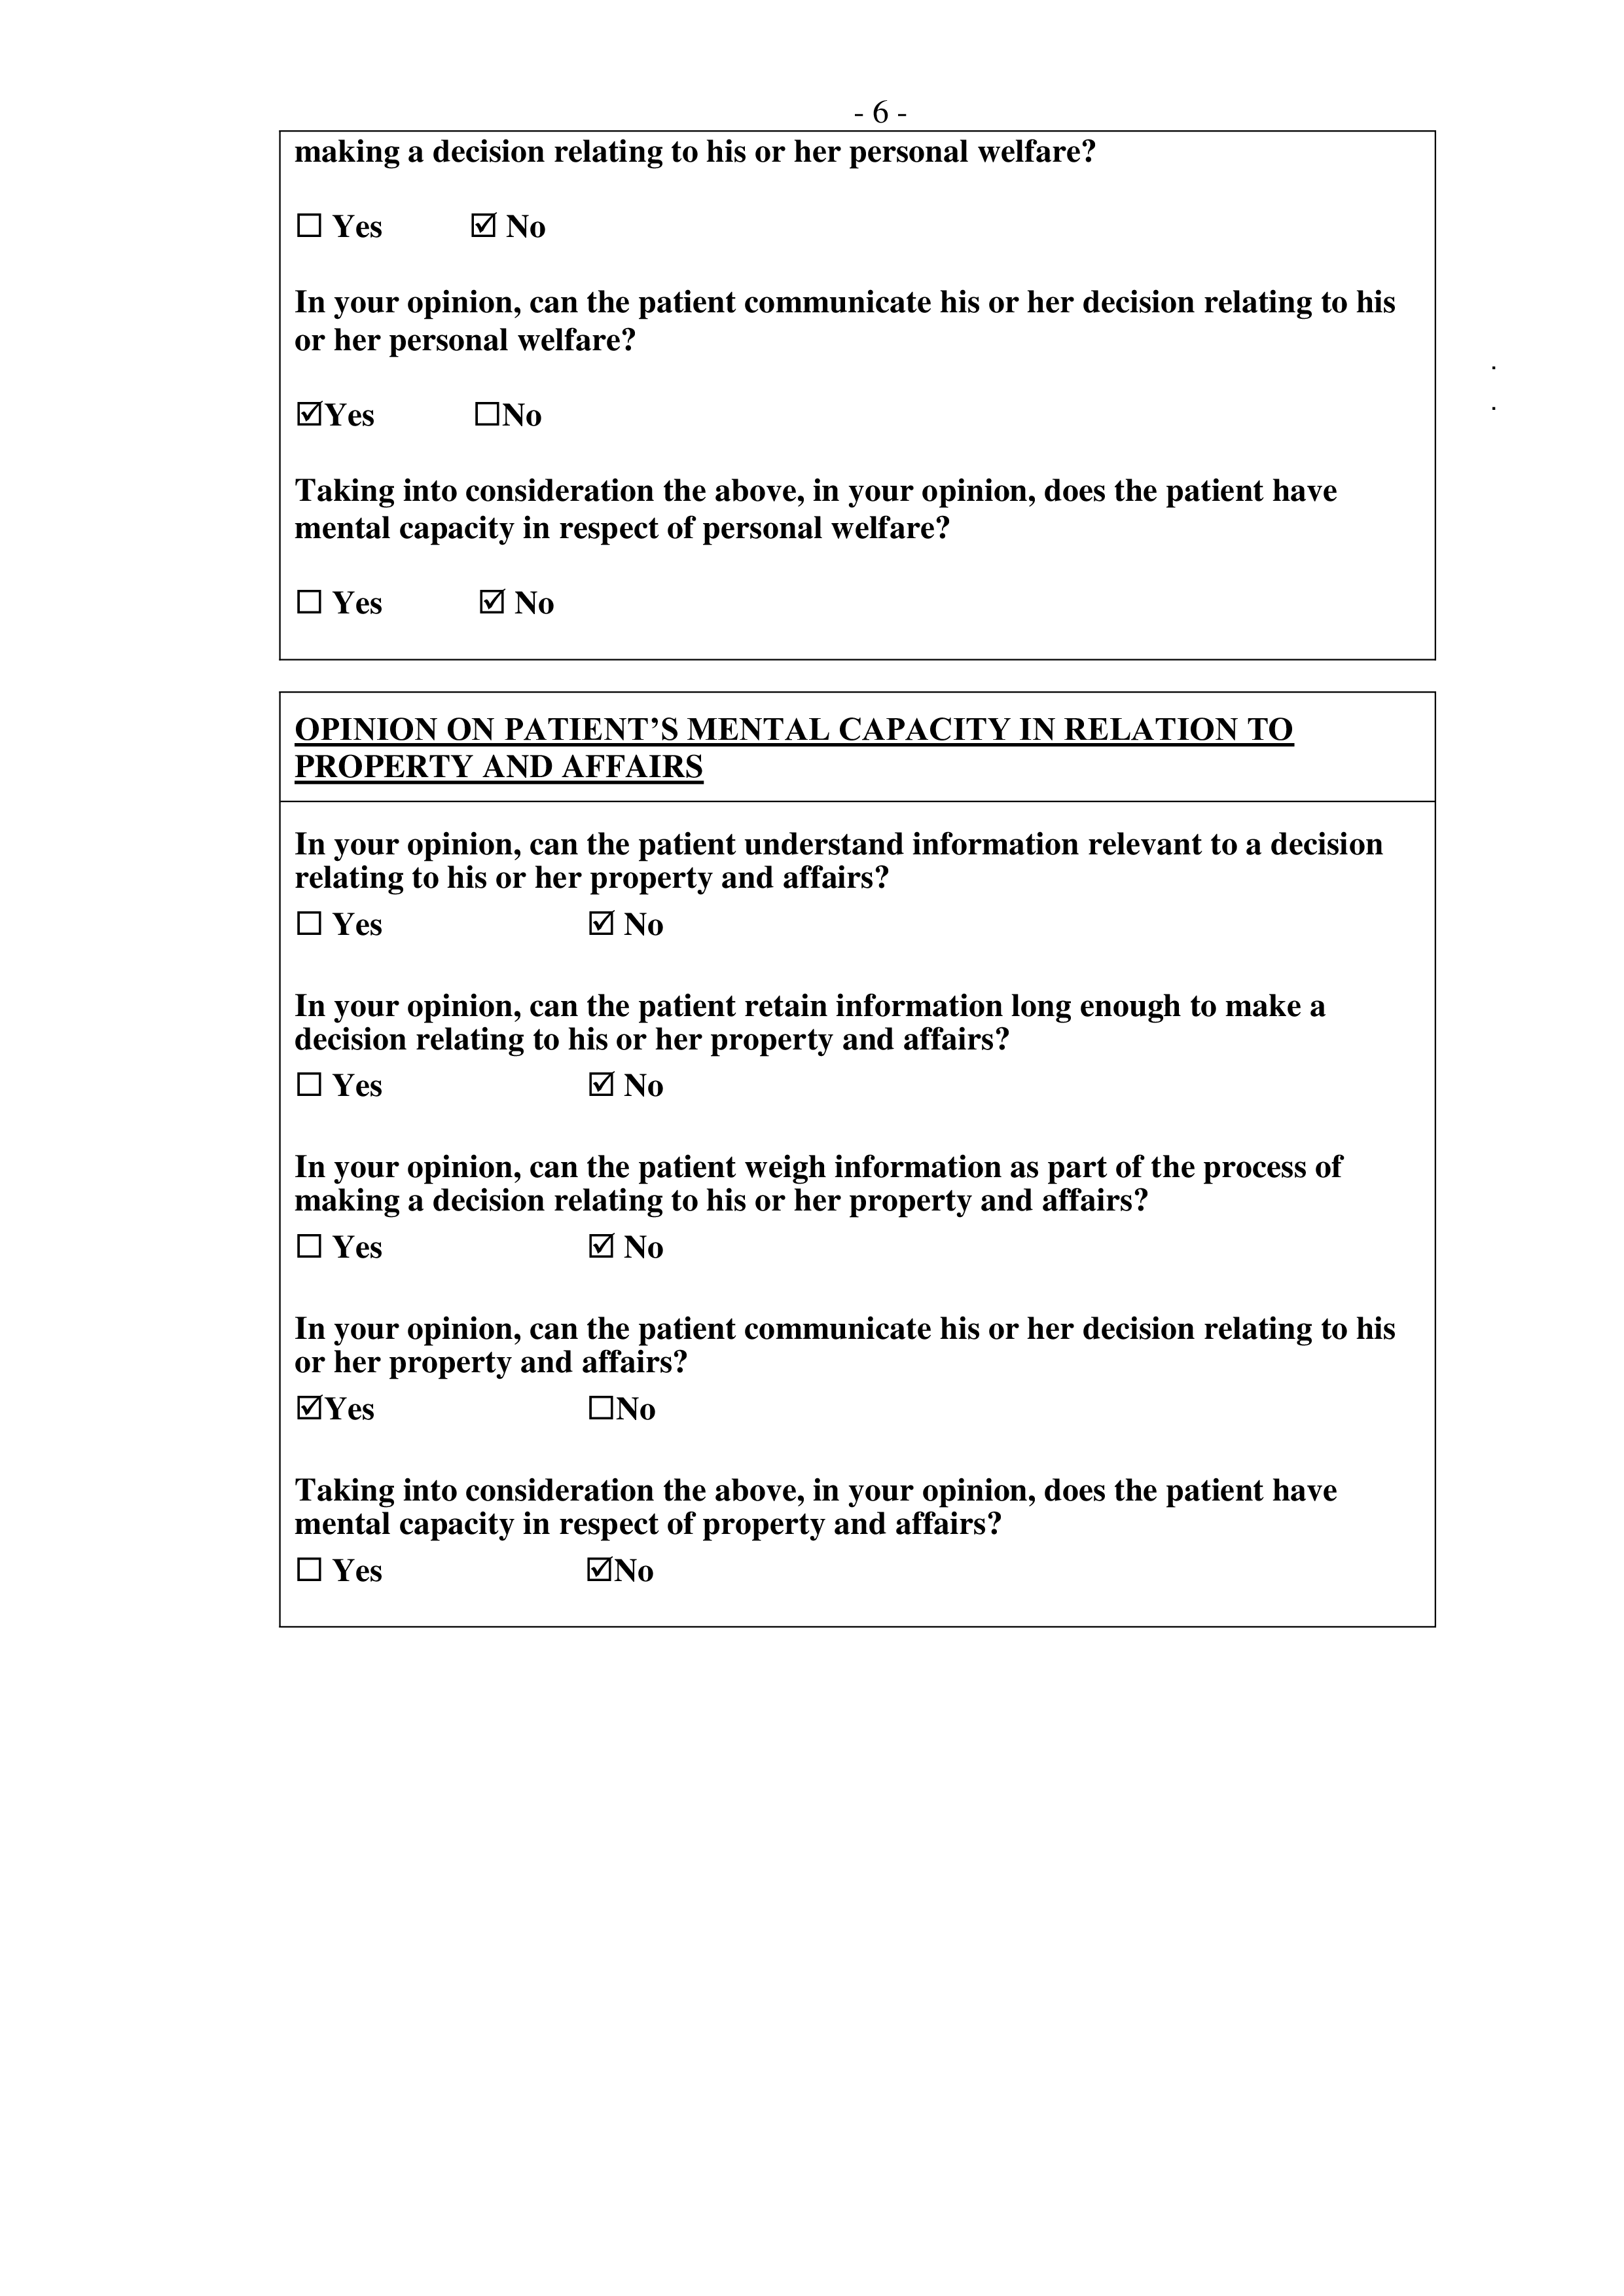 - 6 -
making a decision relating to his or her personal welfare?
☐ Yes ☑ No
In your opinion, can the patient communicate his or her decision relating to his
or her personal welfare?
☑Yes ☐No
Taking into consideration the above, in your opinion, does the patient have
mental capacity in respect of personal welfare?
☐ Yes ☑ No
OPINION ON PATIENT’S MENTAL CAPACITY IN RELATION TO
PROPERTY AND AFFAIRS
In your opinion, can the patient understand information relevant to a decision
relating to his or her property and affairs?
☐ Yes ☑ No
In your opinion, can the patient retain information long enough to make a
decision relating to his or her property and affairs?
☐ Yes ☑ No
In your opinion, can the patient weigh information as part of the process of
making a decision relating to his or her property and affairs?
☐ Yes ☑ No
In your opinion, can the patient communicate his or her decision relating to his
or her property and affairs?
☑Yes ☐No
Taking into consideration the above, in your opinion, does the patient have
mental capacity in respect of property and affairs?
☐ Yes ☑No